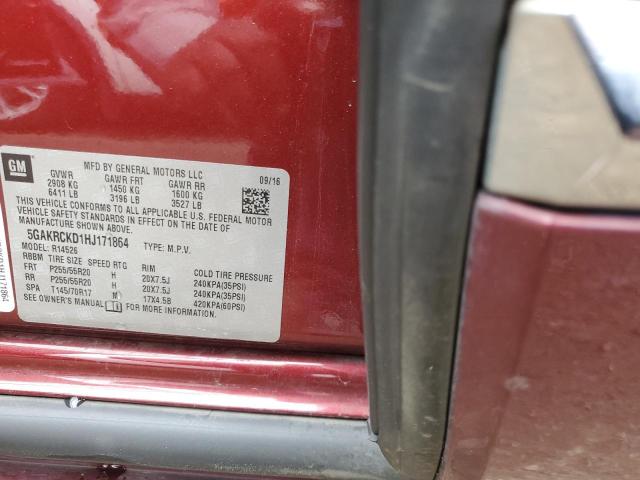 GM
MFD BY GENERAL MOTORS LLC
GVWR GAWR FRT GAWR RR 09/16
2908 KG 1450 KG 1600 KG
6411 LB 3196 LB 3527 LB
THIS VEHICLE CONFORMS TO ALL APPLICABLE U.S. FEDERAL MOTOR
VEHICLE SAFETY STANDARDS IN EFFECT ON THE DATE OF
MANUFACTURE SHOWN ABOVE.
5GAKRCKD1HJ171864 TYPE: M.P.V.
MODEL: R14526
RBBM TIRE SIZE SPEED RTG RIM COLD TIRE PRESSURE
FRT P255/55R20 H 20X7.5J 240KPA(35PSI)
RR P255/55R20 H 20X7.5J 240KPA(35PSI)
SPA T145/70R17 M 17X4.5B 420KPA(60PSI)
SEE OWNER'S MANUAL FOR MORE INFORMATION.